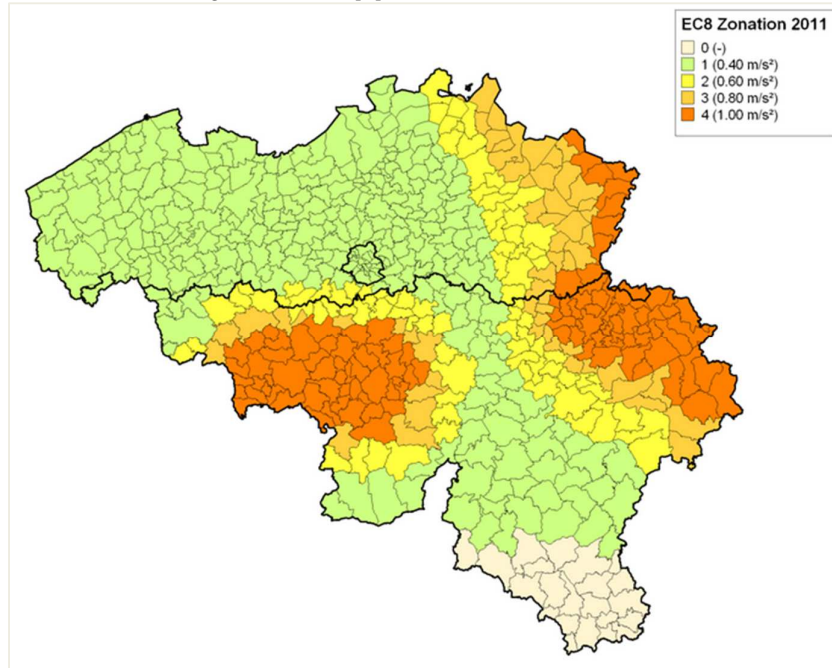 EC8 Zonation 2011
0 (-)
1 (0.40 m/s²)
2 (0.60 m/s²)
3 (0.80 m/s²)
4 (1.00 m/s²)